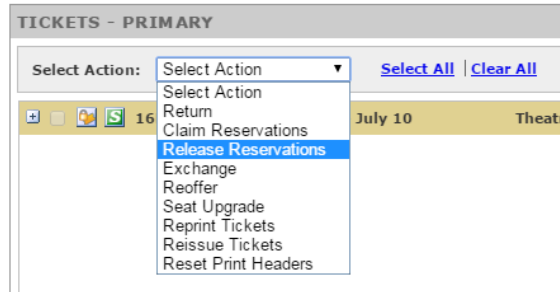 TICKETS - PRIMARY
Select Action: Select Action Select All | Clear All
Select Action
S 16 July 10 Theat
Return
Claim Reservations
Release Reservations
Exchange
Reoffer
Seat Upgrade
Reprint Tickets
Reissue Tickets
Reset Print Headers